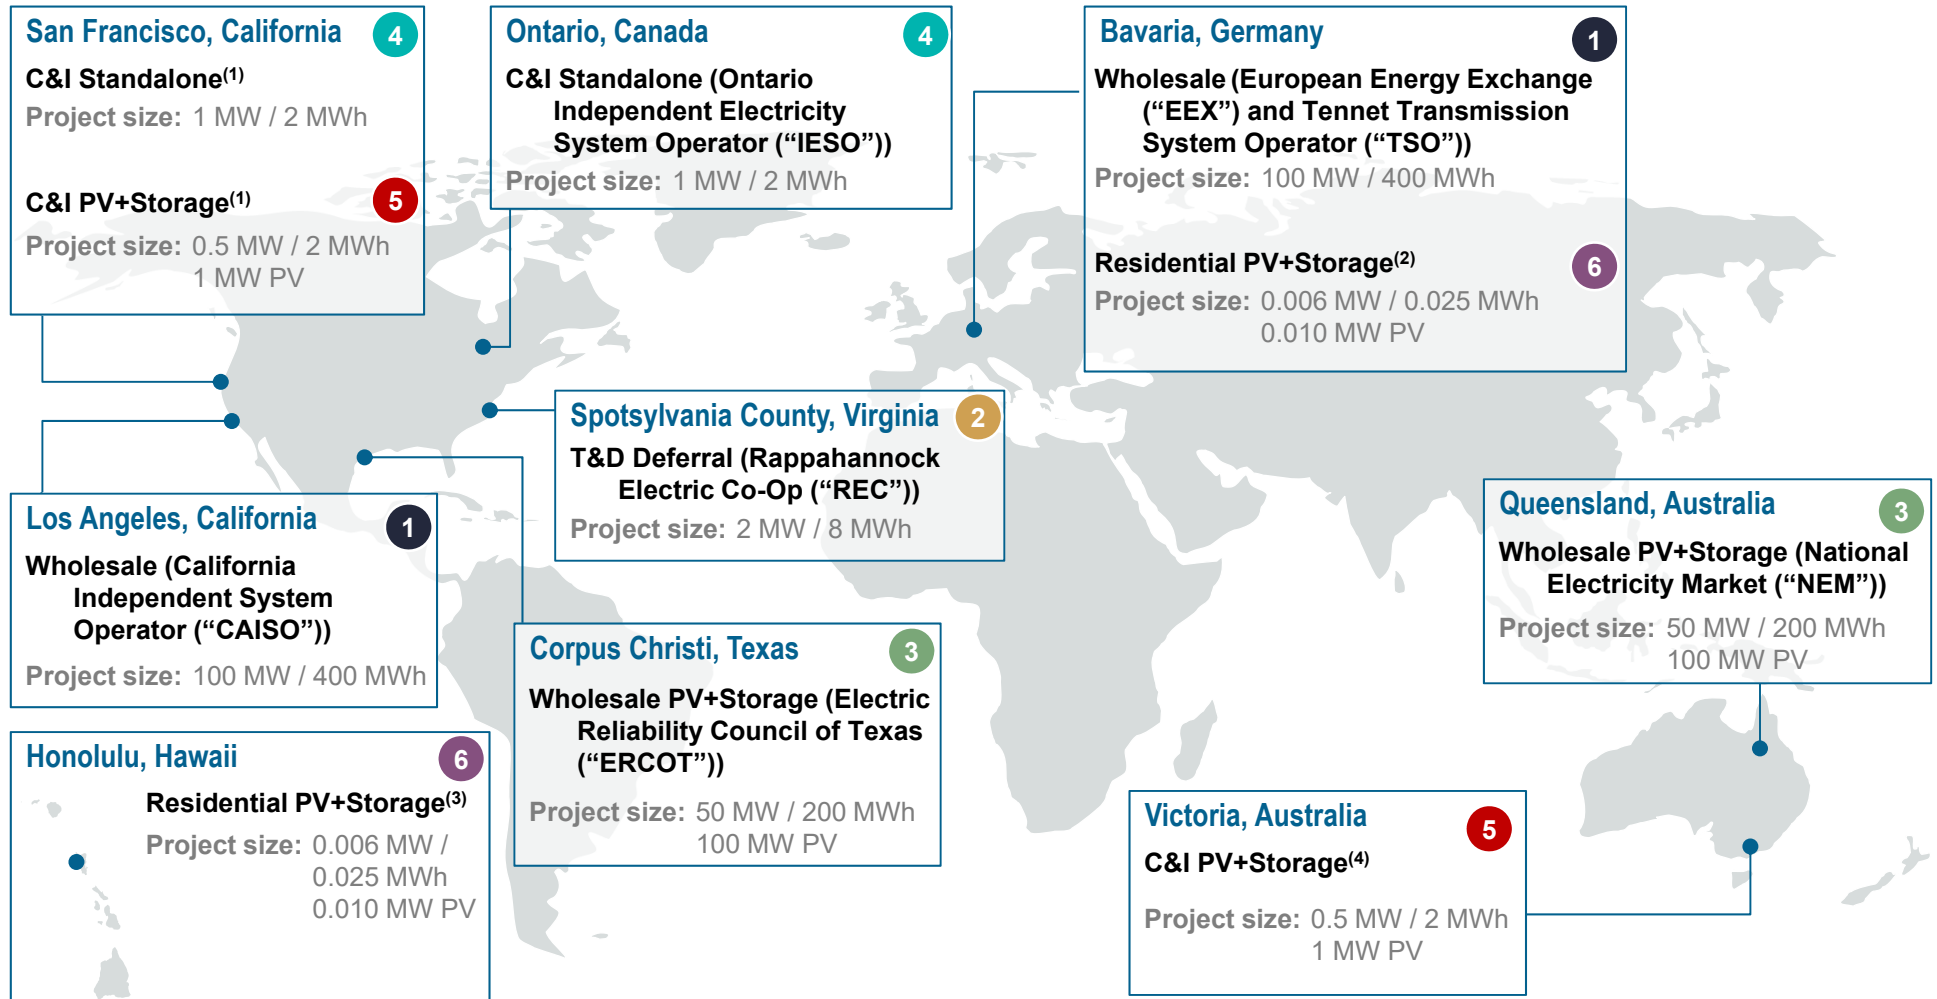 San Francisco, California 4
C&I Standalone(1)
Project size: 1 MW / 2 MWh
C&I PV+Storage(1) 5
Project size: 0.5 MW / 2 MWh
1 MW PV
Ontario, Canada 4
C&I Standalone (Ontario
Independent Electricity
System Operator (“IESO”))
Project size: 1 MW / 2 MWh
Bavaria, Germany 1
Wholesale (European Energy Exchange
(“EEX”) and Tennet Transmission
System Operator (“TSO”))
Project size: 100 MW / 400 MWh
Residential PV+Storage(2) 6
Project size: 0.006 MW / 0.025 MWh
0.010 MW PV
Spotsylvania County, Virginia 2
T&D Deferral (Rappahannock
Electric Co-Op (“REC”))
Project size: 2 MW / 8 MWh
Los Angeles, California 1
Wholesale (California
Independent System
Operator (“CAISO”))
Project size: 100 MW / 400 MWh
Corpus Christi, Texas 3
Wholesale PV+Storage (Electric
Reliability Council of Texas
(“ERCOT”))
Project size: 50 MW / 200 MWh
100 MW PV
Queensland, Australia 3
Wholesale PV+Storage (National
Electricity Market (“NEM”))
Project size: 50 MW / 200 MWh
100 MW PV
Honolulu, Hawaii 6
Residential PV+Storage(3)
Project size: 0.006 MW /
0.025 MWh
0.010 MW PV
Victoria, Australia 5
C&I PV+Storage(4)
Project size: 0.5 MW / 2 MWh
1 MW PV